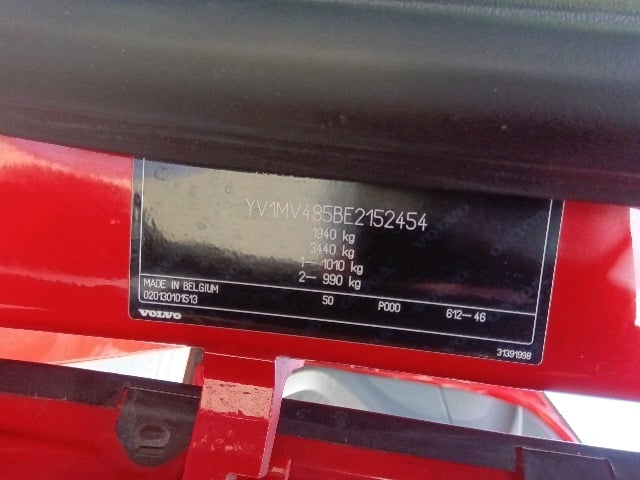 YV1MV485BE2152454
1940 kg
3440 kg
1- 1010 kg
2- 990 kg
MADE IN BELGIUM 50 P000 612-46
020130101513
VOLVO
31391998